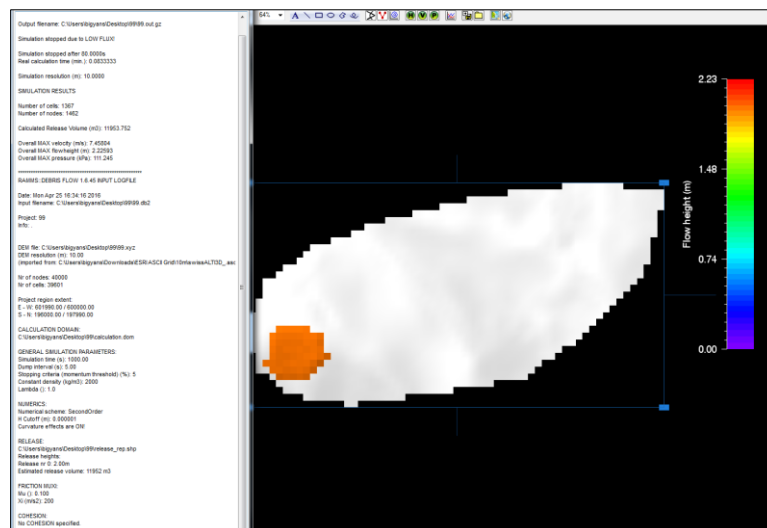 64%
Output filename: C:\Users\bigyans\Desktop\99\99.out.gz
Simulation stopped due to LOW FLUX!
Simulation stopped after 80.0000s
Real calculation time (min.): 0.0833333
Simulation resolution (m): 10.0000
SIMULATION RESULTS
Number of cells: 1367
Number of nodes: 1462
Calculated Release Volume (m3): 11953.752
Overall MAX velocity (m/s): 7.45804
Overall MAX flowheight (m): 2.22593
Overall MAX pressure (kPa): 111.245
RAMMS::DEBRIS FLOW 1.6.45 INPUT LOGFILE
Date: Mon Apr 25 16:34:16 2016
Input filename: C:\Users\bigyans\Desktop\99\99.db2
Project: 99
Info: .
DEM file: C:\Users\bigyans\Desktop\99\99.xyz
DEM resolution (m): 10.00
(imported from: C:\Users\bigyans\Downloads\ESRIASCII
Nr of nodes: 40000
Nr of cells: 39601
Project region extent:
E - W: 601990.00 / 600000.00
S - N: 196000.00 / 197990.00
CALCULATION DOMAIN:
C:\Users\bigyans\Desktop\99\calculation.dom
GENERAL SIMULATION PARAMETERS:
Simulation time (s): 1000.00
Dump interval (s): 5.00
Stopping criteria (momentum threshold) (%): 5
Constant density (kg/m3): 2000
Lambda (): 1.0
NUMERICS:
Numerical scheme: SecondOrder
H Cutoff (m): 0.000001
Curvature effects are ON!
RELEASE:
C:\Users\bigyans\Desktop\99\release_rep.shp
Release heights:
Release nr 0: 2.00m
Estimated release volume: 11952 m3
FRICTION MUXI:
Mu (): 0.100
Xi (m/s2): 200
COHESION:
No COHESION specified.
2.23
1.48
0.74
0.00
Flow height (m)